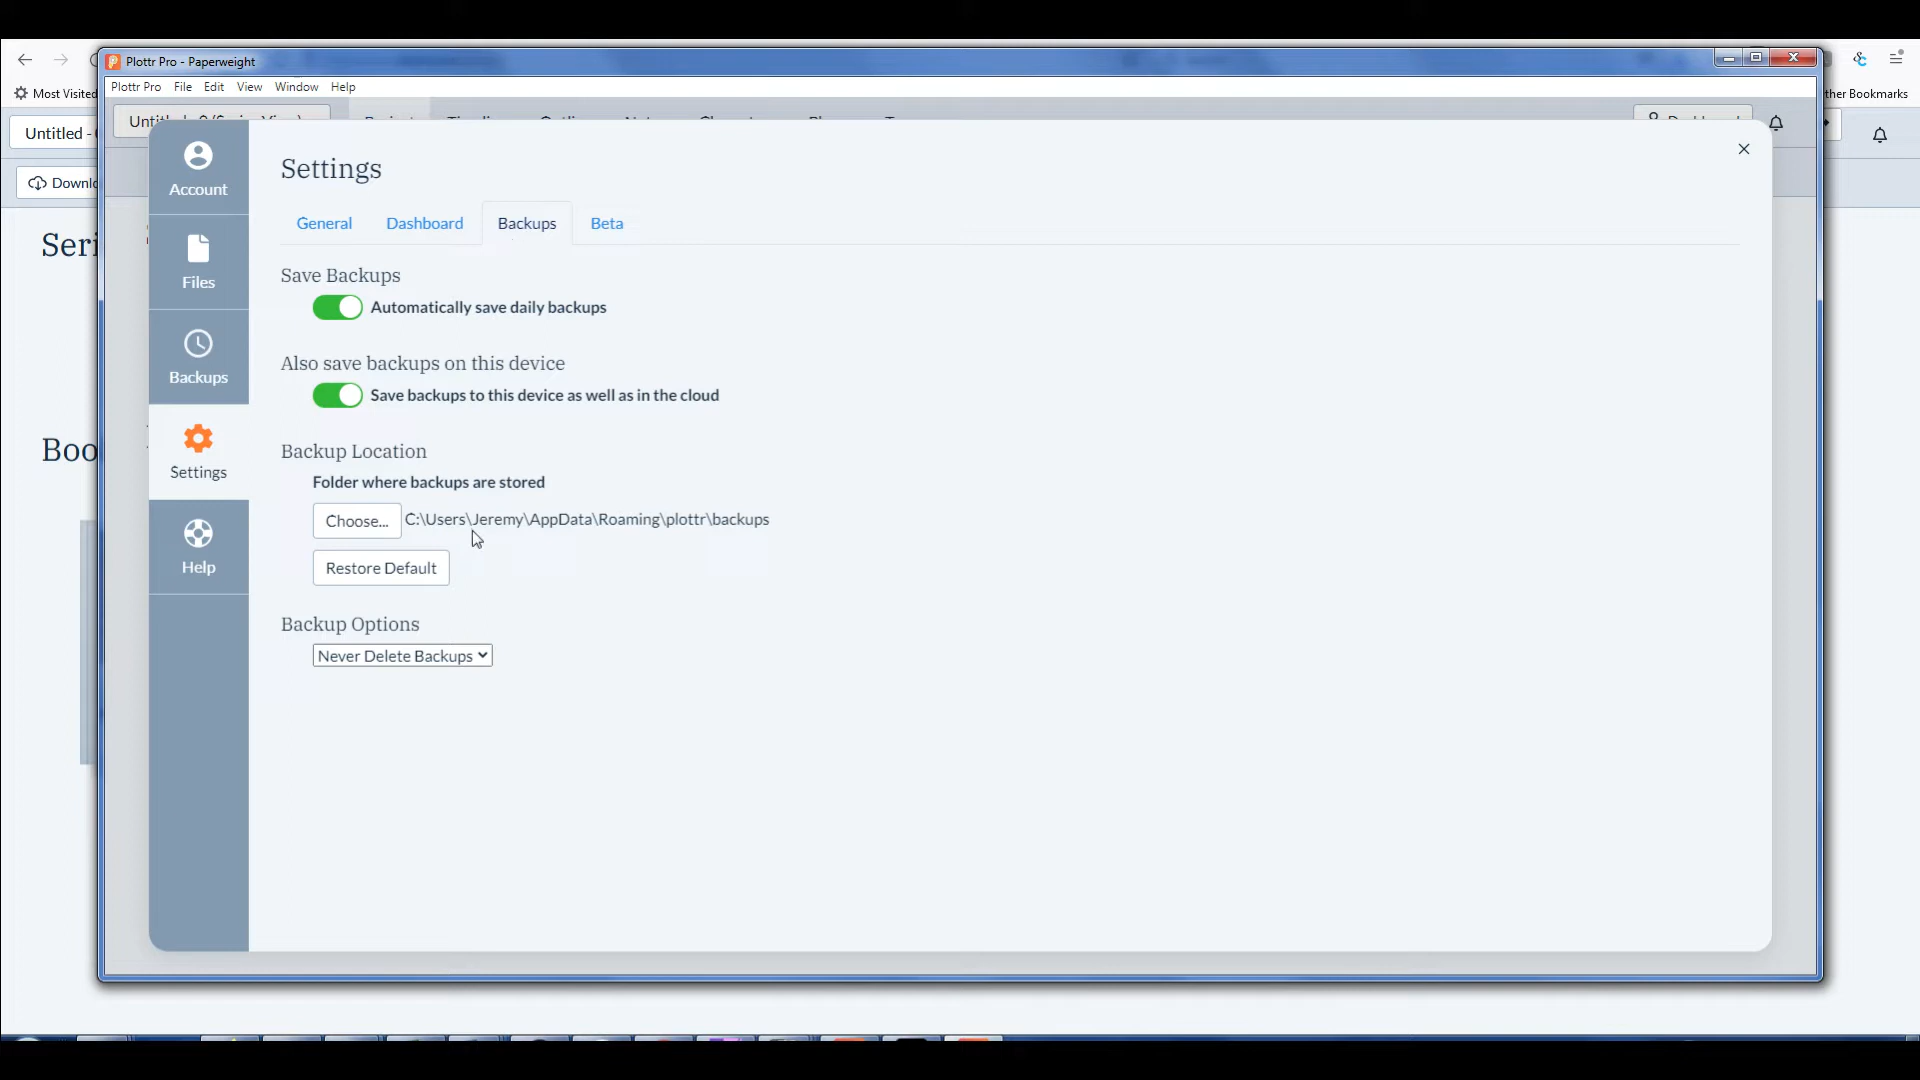 Plottr Pro - Paperweight
Plottr Pro File Edit View Window Help
Most Visited
ther Bookmarks
Untitled -
Downl
Seri
Boo
Account
Files
Backups
Settings
Help
Settings
General Dashboard Backups Beta
Save Backups
Automatically save daily backups
Also save backups on this device
Save backups to this device as well as in the cloud
Backup Location
Folder where backups are stored
Choose... C:\Users\Jeremy\AppData\Roaming\plottr\backups
Restore Default
Backup Options
Never Delete Backups